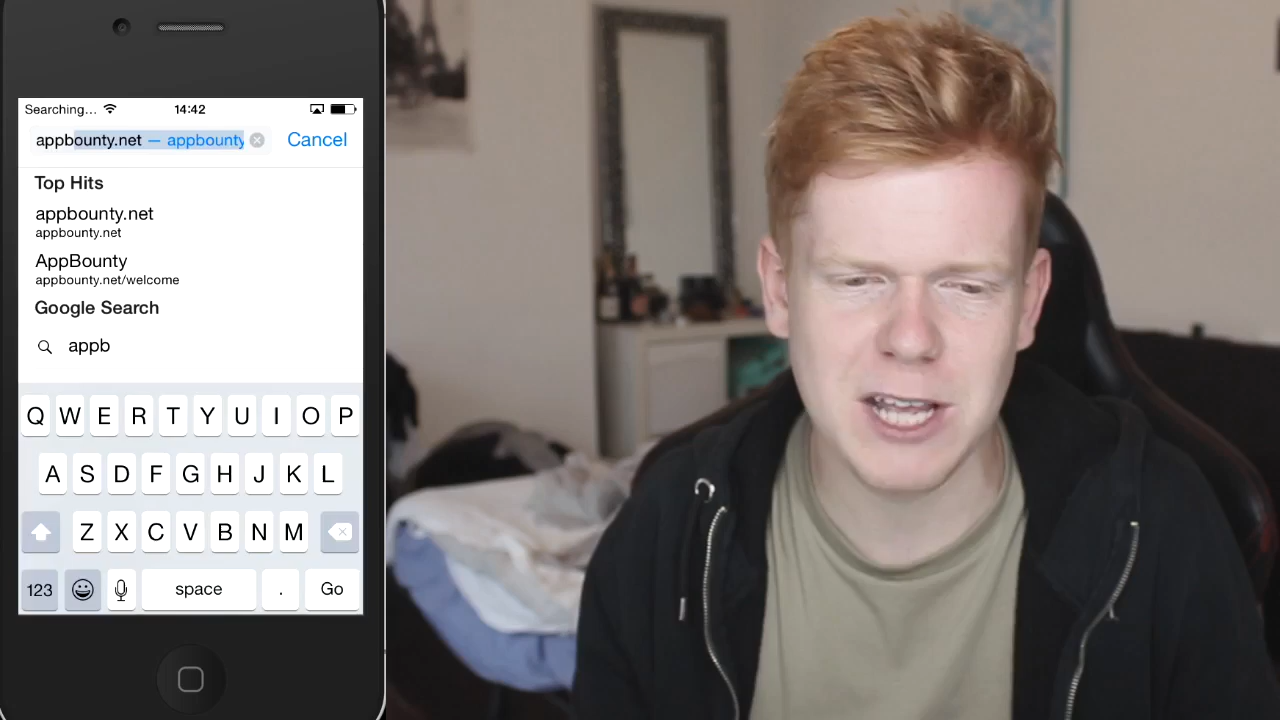 Searching... 14:42
appbounty.net — appbounty Cancel
Top Hits
appbounty.net
appbounty.net
AppBounty
appbounty.net/welcome
Google Search
appb
Q W E R T Y U I O P
A S D F G H J K L
Z X C V B N M
123 space . Go